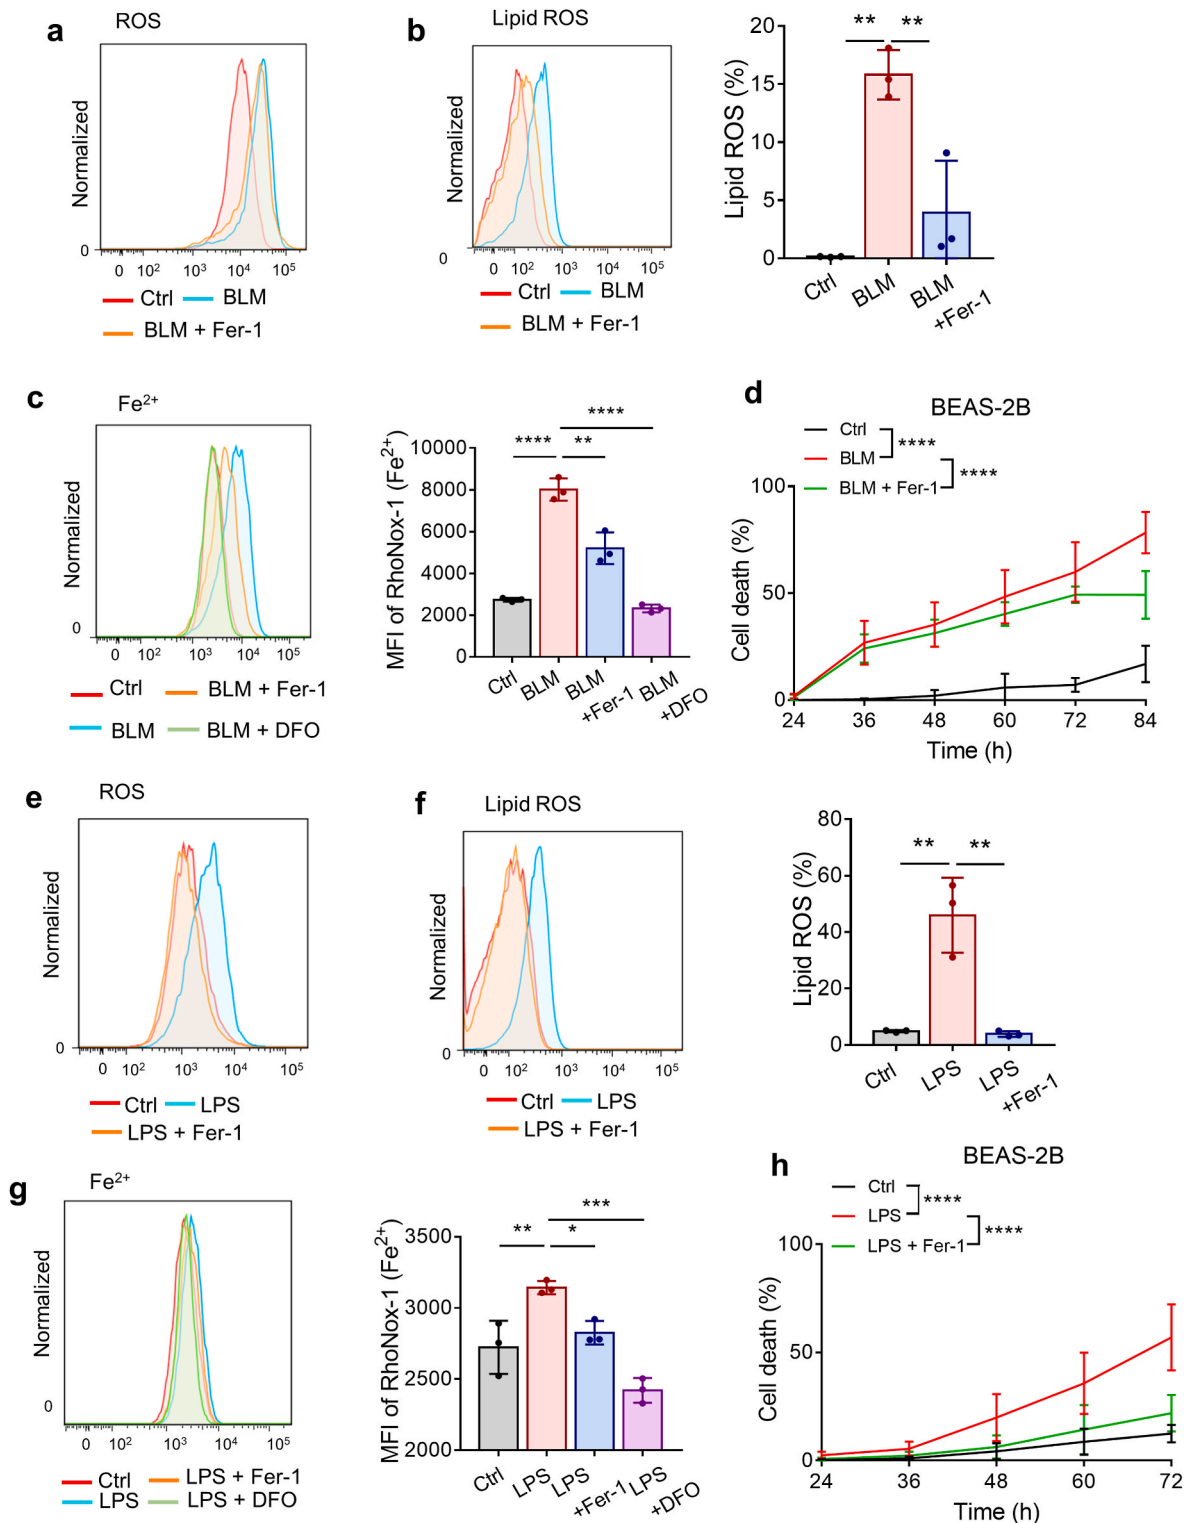 a
ROS
Normalized
0
0 10² 10³ 10⁴ 10⁵
Ctrl BLM
BLM + Fer-1
b
Lipid ROS
Normalized
0
0 10² 10³ 10⁴ 10⁵
Ctrl BLM
BLM + Fer-1
** **
Lipid ROS (%)
20
15
10
5
0
Ctrl
BLM
BLM
+Fer-1
c
Fe²⁺
Normalized
0
0 10² 10³ 10⁴ 10⁵
Ctrl BLM + Fer-1
BLM BLM + DFO
****
**** **
MFI of RhoNox-1 (Fe²⁺)
10000
8000
6000
4000
2000
0
Ctrl
BLM
BLM
+Fer-1
BLM
+DFO
d
BEAS-2B
Ctrl
BLM
BLM + Fer-1
****
****
Cell death (%)
100
50
0
24 36 48 60 72 84
Time (h)
e
ROS
Normalized
0
0 10² 10³ 10⁴ 10⁵
Ctrl LPS
LPS + Fer-1
f
Lipid ROS
Normalized
0
0 10² 10³ 10⁴ 10⁵
Ctrl LPS
LPS + Fer-1
** **
Lipid ROS (%)
80
60
40
20
0
Ctrl
LPS
LPS
+Fer-1
g
Fe²⁺
Normalized
0
0 10² 10³ 10⁴ 10⁵
Ctrl LPS + Fer-1
LPS LPS + DFO
***
** *
MFI of RhoNox-1 (Fe²⁺)
3500
3000
2500
2000
Ctrl
LPS
LPS
+Fer-1
LPS
+DFO
h
BEAS-2B
Ctrl
LPS
LPS + Fer-1
****
****
Cell death (%)
100
50
0
24 36 48 60 72
Time (h)